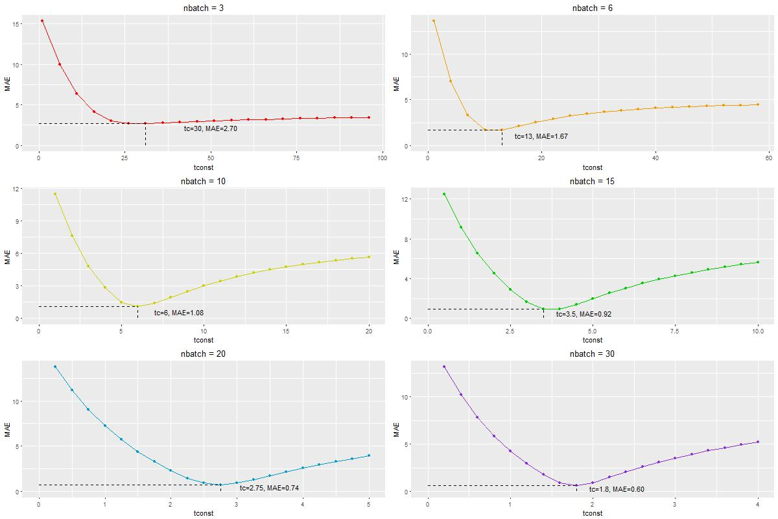 nbatch = 3
nbatch = 6
MAE
15
10
5
0
tc=30, MAE=2.70
0
25
50
75
100
tconst
MAE
10
5
0
tc=13, MAE=1.67
0
20
40
60
tconst
nbatch = 10
nbatch = 15
MAE
12
9
6
3
0
tc=6, MAE=1.08
0
5
10
15
20
tconst
MAE
12
8
4
0
tc=3.5, MAE=0.92
0.0
2.5
5.0
7.5
10.0
tconst
nbatch = 20
nbatch = 30
MAE
10
5
0
tc=2.75, MAE=0.74
0
1
2
3
4
5
tconst
MAE
10
5
0
tc=1.8, MAE=0.60
0
1
2
3
4
tconst